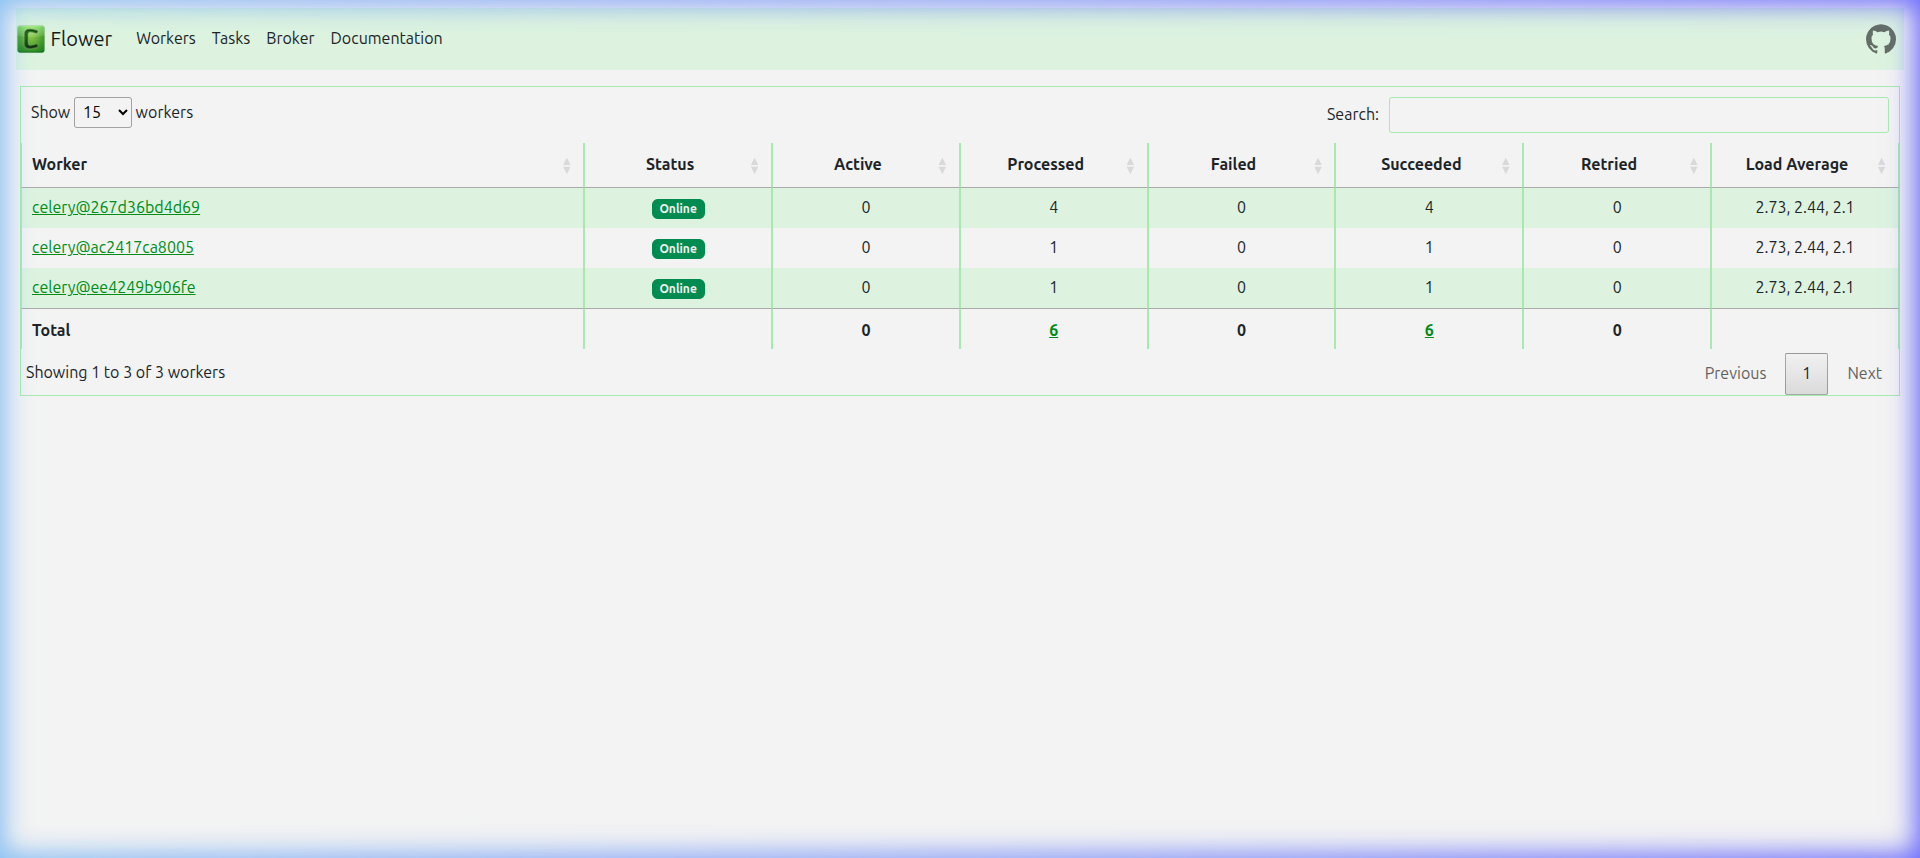 C Flower Workers Tasks Broker Documentation
Show 15 workers Search:
Worker Status Active Processed Failed Succeeded Retried Load Average
celery@267d36bd4d69 Online 0 4 0 4 0 2.73, 2.44, 2.1
celery@ac2417ca8005 Online 0 1 0 1 0 2.73, 2.44, 2.1
celery@ee4249b906fe Online 0 1 0 1 0 2.73, 2.44, 2.1
Total 0 6 0 6 0
Showing 1 to 3 of 3 workers Previous 1 Next